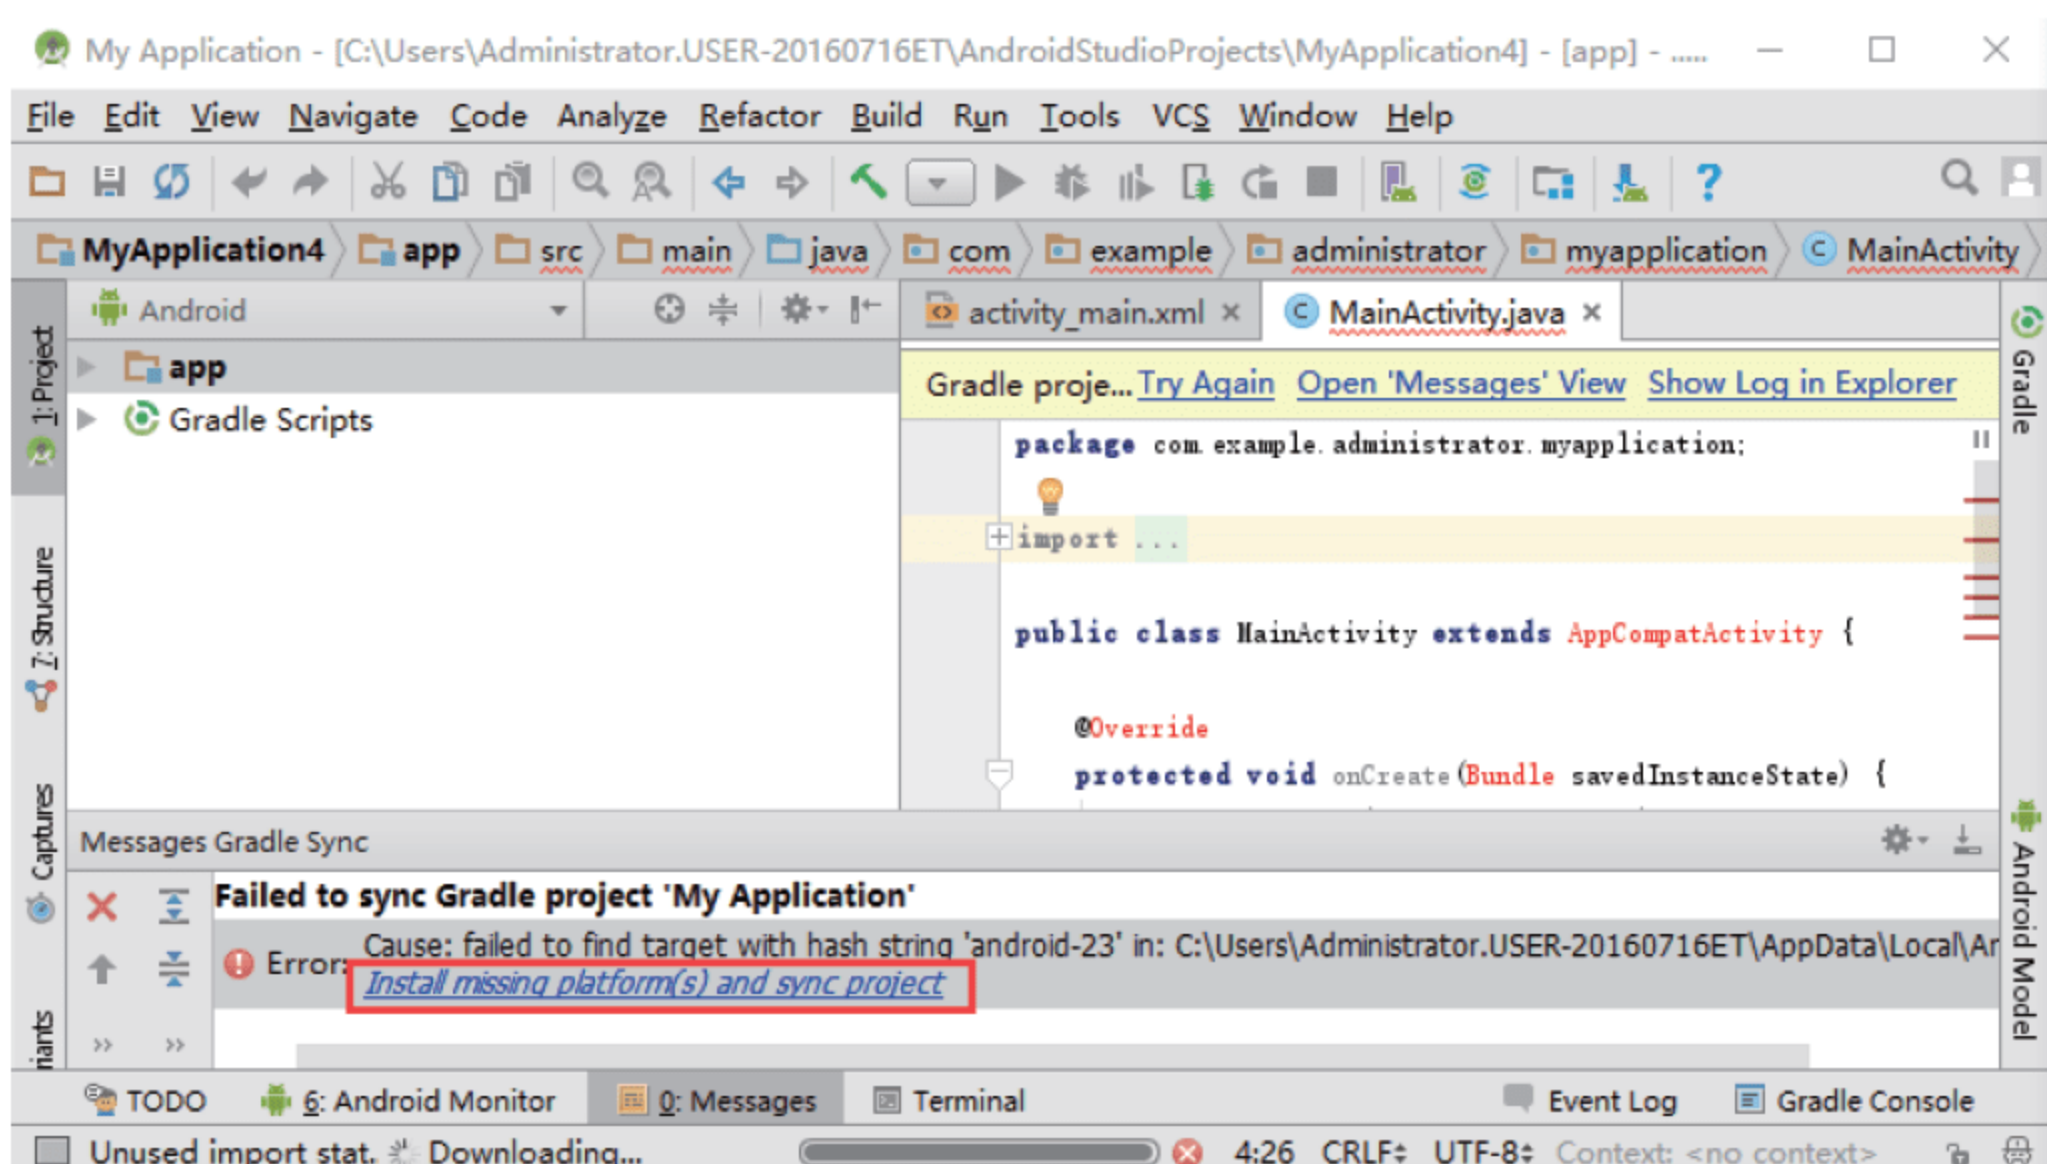 My Application - [C:\Users\Administrator.USER-20160716ET\AndroidStudioProjects\MyApplication4] - [app] - .....
File Edit View Navigate Code Analyze Refactor Build Run Tools VCS Window Help
MyApplication4 app src main java com example administrator myapplication MainActivity
Android
activity_main.xml MainActivity.java
1: Project
app
Gradle Scripts
Gradle proje... Try Again Open 'Messages' View Show Log in Explorer
Gradle
package com.example.administrator.myapplication;
import ...
public class MainActivity extends AppCompatActivity {
@Override
protected void onCreate(Bundle savedInstanceState) {
7: Structure
Captures
Messages Gradle Sync
Failed to sync Gradle project 'My Application'
Error: Cause: failed to find target with hash string 'android-23' in: C:\Users\Administrator.USER-20160716ET\AppData\Local\Ar
Install missing platform(s) and sync project
Android Model
riants
TODO 6: Android Monitor 0: Messages Terminal Event Log Gradle Console
Unused import stat. Downloading... 4:26 CRLF UTF-8 Context: <no context>